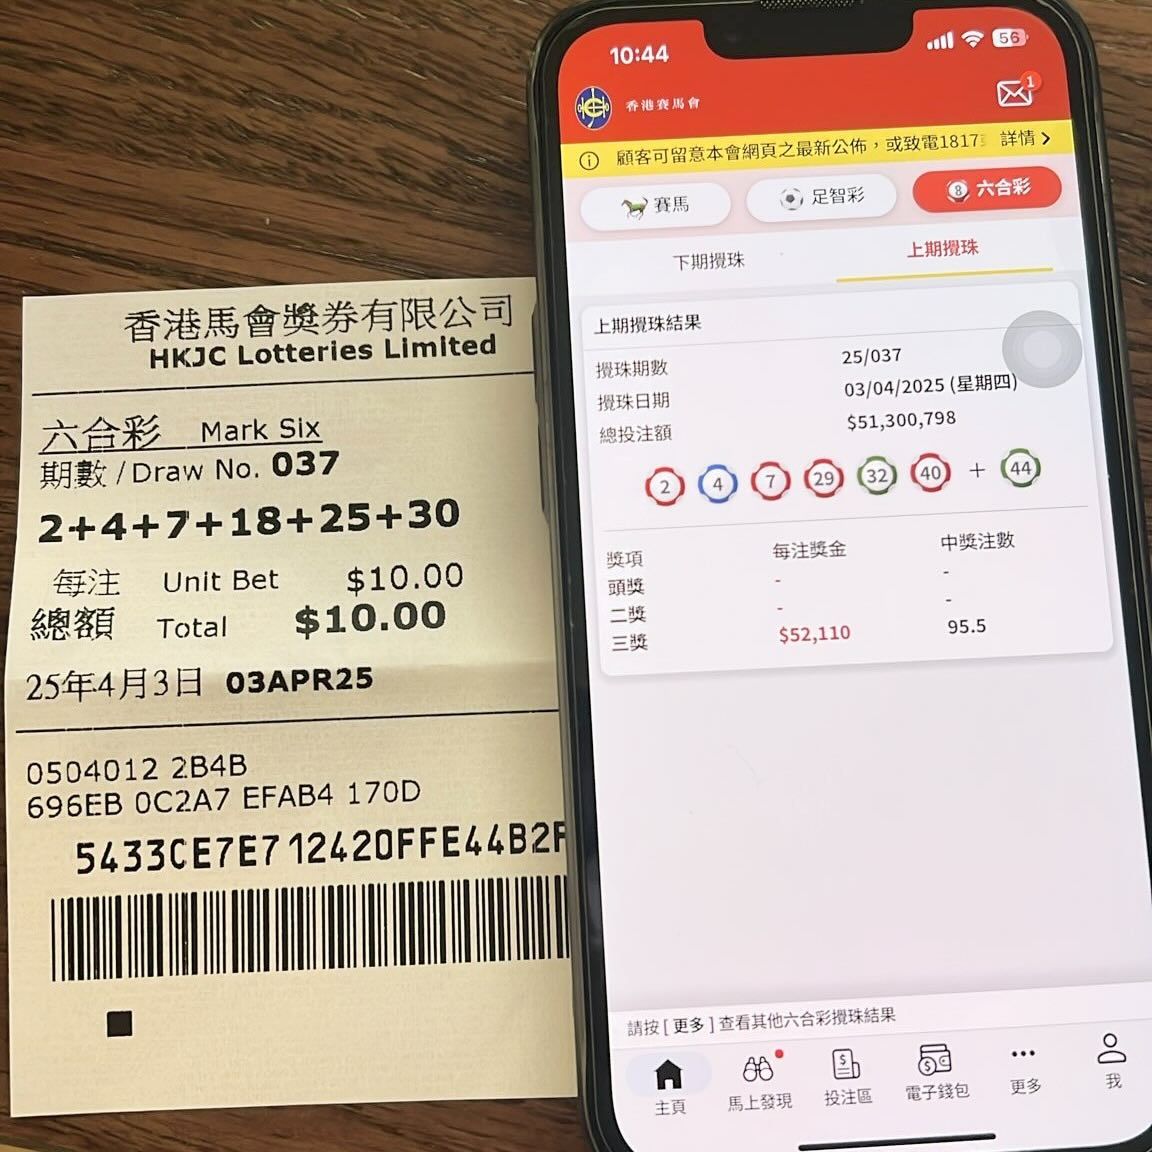 香港馬會獎券有限公司
HKJC Lotteries Limited
六合彩 Mark Six
期數/Draw No. 037
2+4+7+18+25+30
每注 Unit Bet $10.00
總額 Total $10.00
25年4月3日 03APR25
0504012 2B4B
696EB 0C2A7 EFAB4 170D
5433CE7E712420FFE44B2F
10:44
56
香港賽馬會
1
顧客可留意本會網頁之最新公佈，或致電1817
詳情
賽馬
足智彩
8 六合彩
下期攪珠
上期攪珠
上期攪珠結果
攪珠期數 25/037
攪珠日期 03/04/2025 (星期四)
總投注額 $51,300,798
2 4 7 29 32 40 + 44
獎項 每注獎金 中獎注數
頭獎 - -
二獎 - -
三獎 $52,110 95.5
請按 [ 更多 ] 查看其他六合彩攪珠結果
主頁
馬上發現
投注區
電子錢包
更多
我